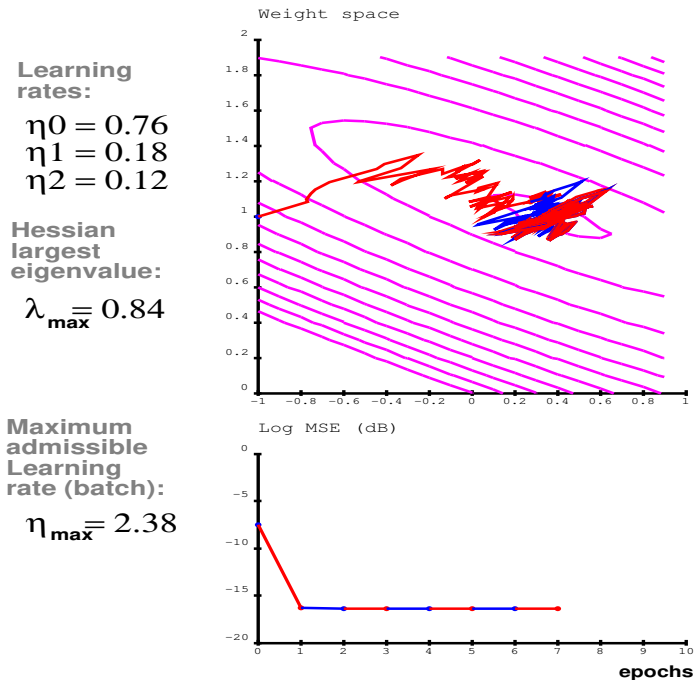 Weight space
Learning
rates:
η0 = 0.76
η1 = 0.18
η2 = 0.12
Hessian
largest
eigenvalue:
λmax = 0.84
2
1.8
1.6
1.4
1.2
1
0.8
0.6
0.4
0.2
0
−1 −0.8 −0.6 −0.4 −0.2 0 0.2 0.4 0.6 0.8 1
Maximum
admissible
Learning
rate (batch):
ηmax = 2.38
Log MSE (dB)
0
−5
−10
−15
−20
0 1 2 3 4 5 6 7 8 9 10
epochs